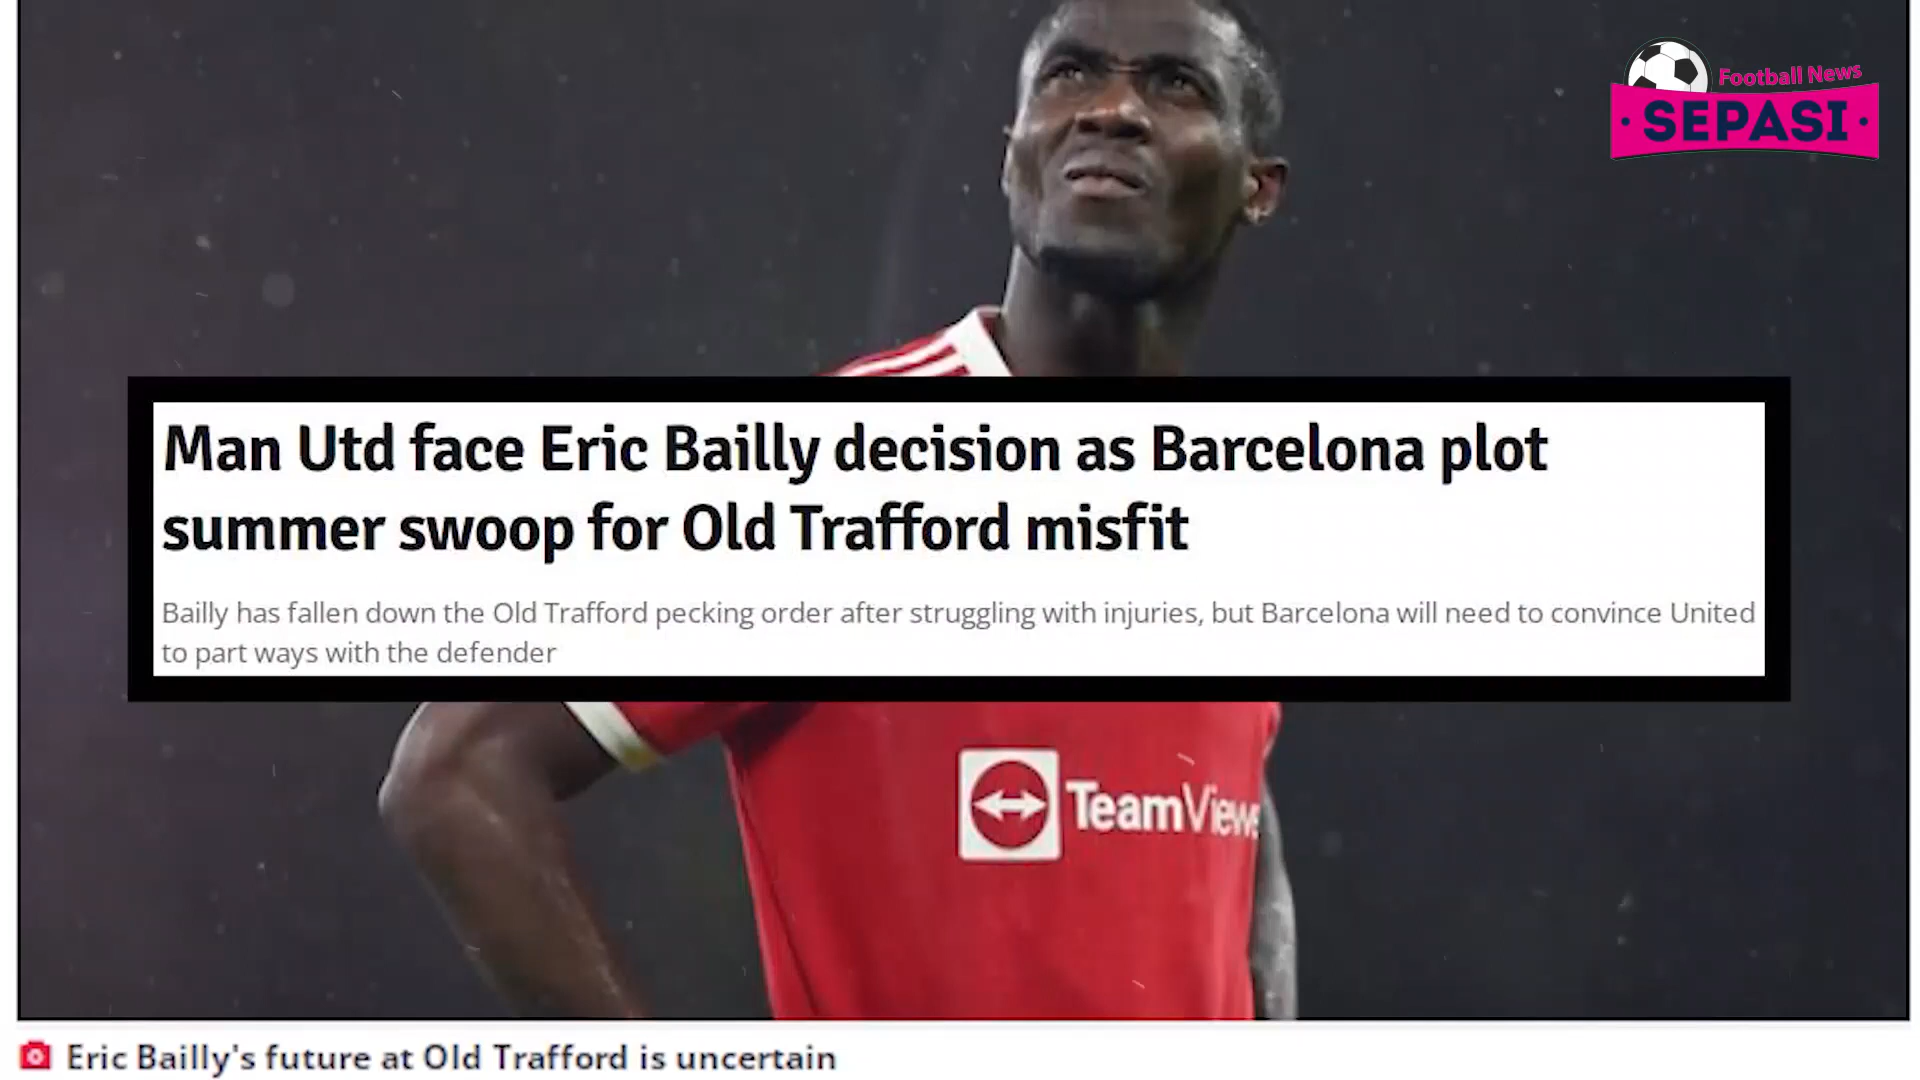 Football News
SEPASI
Man Utd face Eric Bailly decision as Barcelona plot
summer swoop for Old Trafford misfit
Bailly has fallen down the Old Trafford pecking order after struggling with injuries, but Barcelona will need to convince United
to part ways with the defender
TeamViewe
Eric Bailly's future at Old Trafford is uncertain